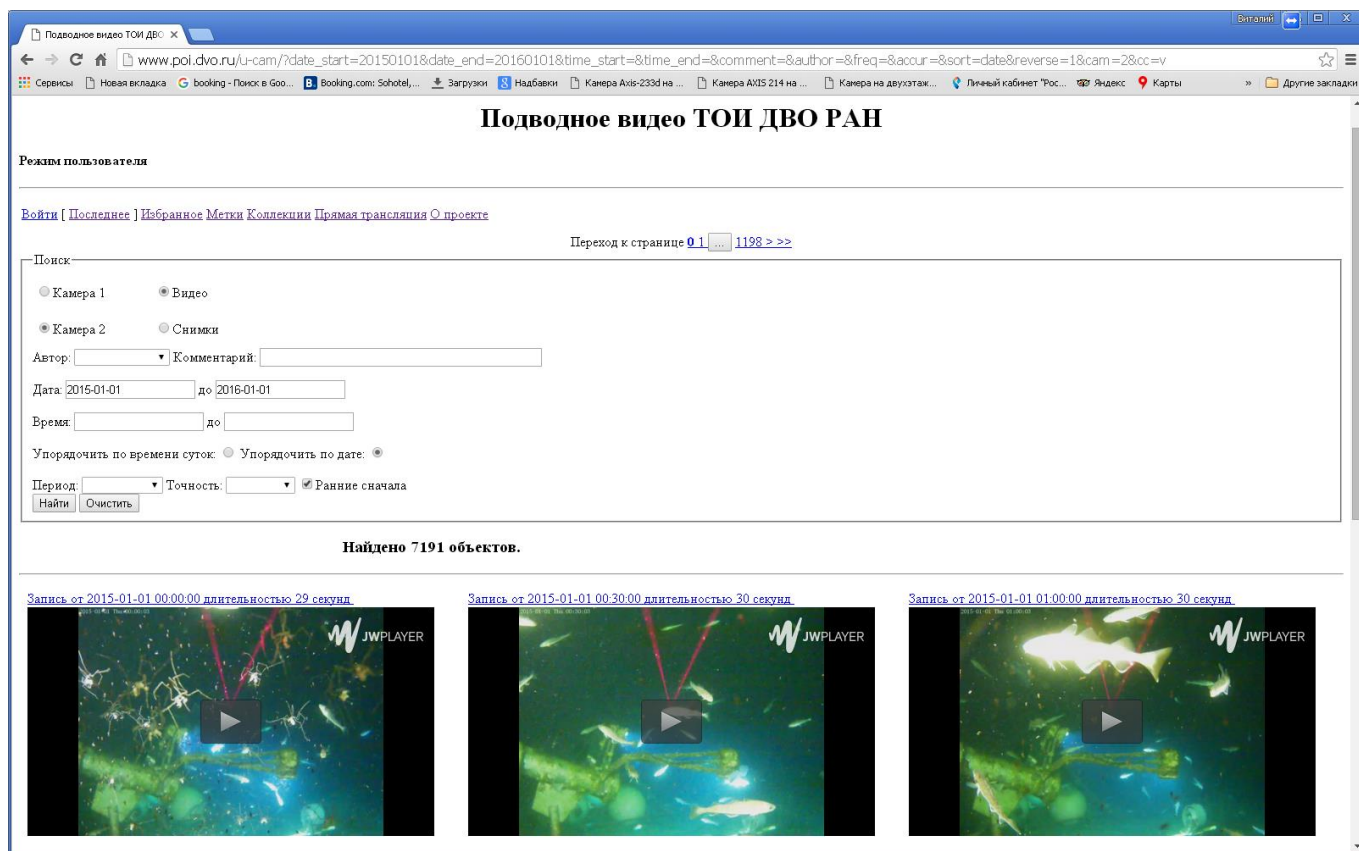 Виталий
Подводное видео ТОИ ДВО
www.poi.dvo.ru/u-cam/?date_start=20150101&date_end=20160101&time_start=&time_end=&comment=&author=&freq=&accur=&sort=date&reverse=1&cam=2&cc=v
Сервисы Новая вкладка booking - Поиск в Goo... Booking.com: Sohotel,... Загрузки Надбавки Камера Axis-233d на ... Камера AXIS 214 на ... Камера на двухэтаж... Личный кабинет "Рос... Яндекс Карты » Другие закладки
Подводное видео ТОИ ДВО РАН
Режим пользователя
Войти [ Последнее ] Избранное Метки Коллекции Прямая трансляция О проекте
Переход к странице 0 1 ... 1198 > >>
Поиск
Камера 1 Видео
Камера 2 Снимки
Автор: Комментарий:
Дата: 2015-01-01 до 2016-01-01
Время: до
Упорядочить по времени суток: Упорядочить по дате:
Период: Точность: Ранние сначала
Найти Очистить
Найдено 7191 объектов.
Запись от 2015-01-01 00:00:00 длительностью 29 секунд Запись от 2015-01-01 00:30:00 длительностью 30 секунд Запись от 2015-01-01 01:00:00 длительностью 30 секунд
JWPLAYER JWPLAYER JWPLAYER